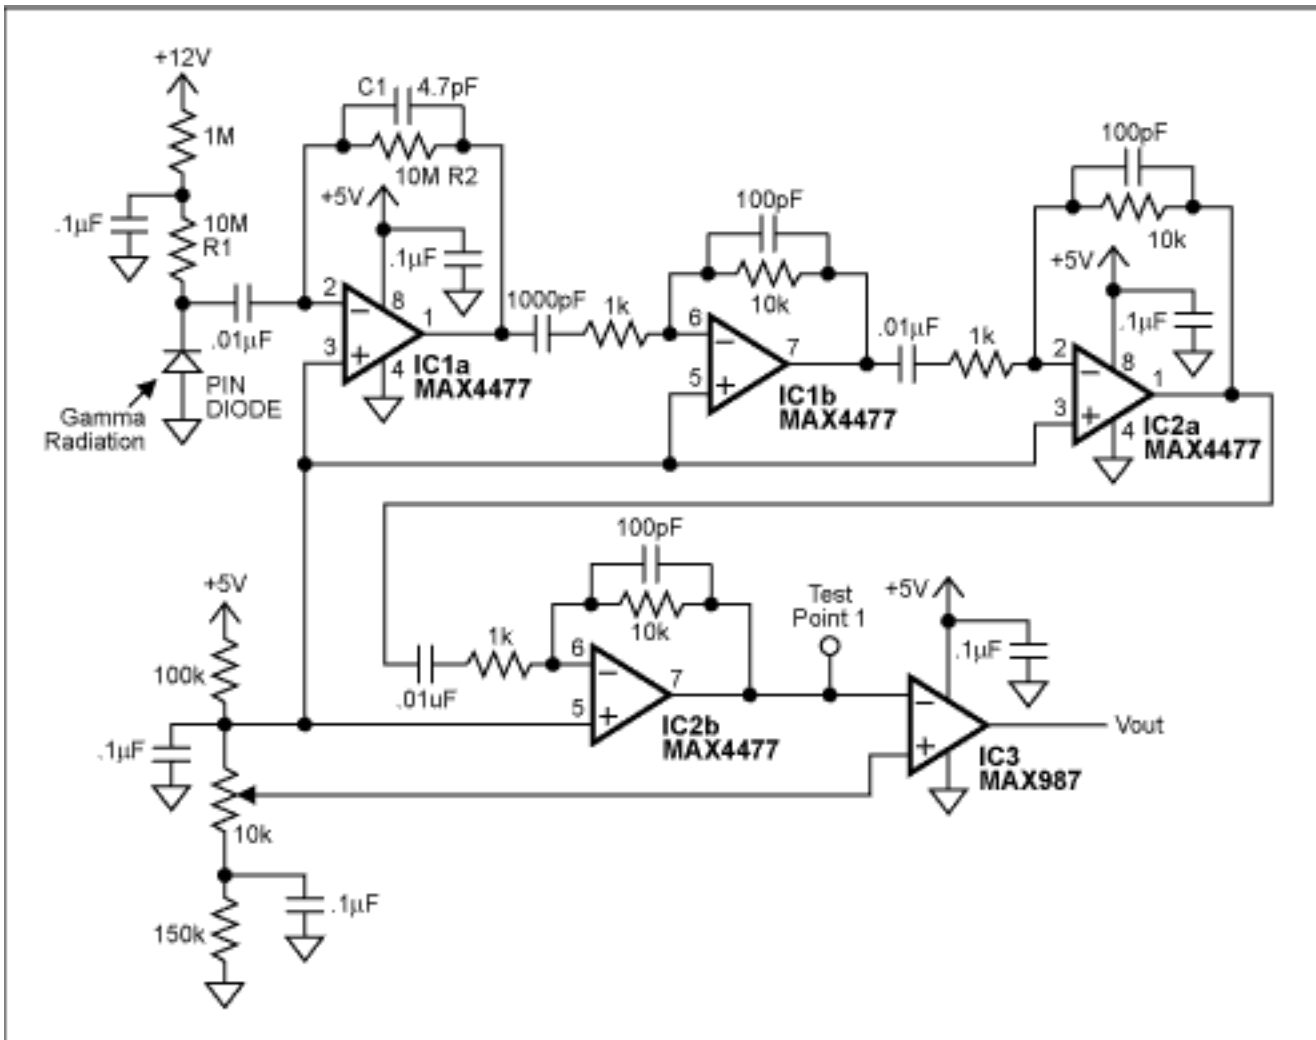 +12V
1M
.1µF
10M
R1
.01µF
PIN
DIODE
Gamma
Radiation
C1
4.7pF
10M R2
+5V
.1µF
2
3
8
1
4
IC1a
MAX4477
1000pF
1k
100pF
10k
6
5
7
IC1b
MAX4477
.01µF
1k
100pF
10k
+5V
.1µF
2
3
8
1
4
IC2a
MAX4477
.01uF
1k
100pF
10k
6
5
7
IC2b
MAX4477
Test
Point 1
+5V
.1µF
IC3
MAX987
Vout
+5V
100k
.1µF
10k
.1µF
150k